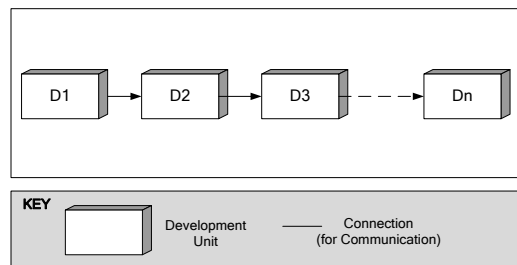 D1 D2 D3 Dn
KEY
Development
Unit
Connection
(for Communication)